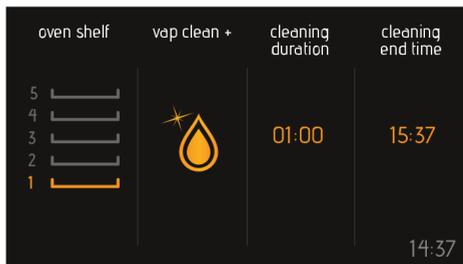 oven shelf
vap clean +
cleaning
duration
cleaning
end time
5
4
3
2
1
01:00
15:37
14:37